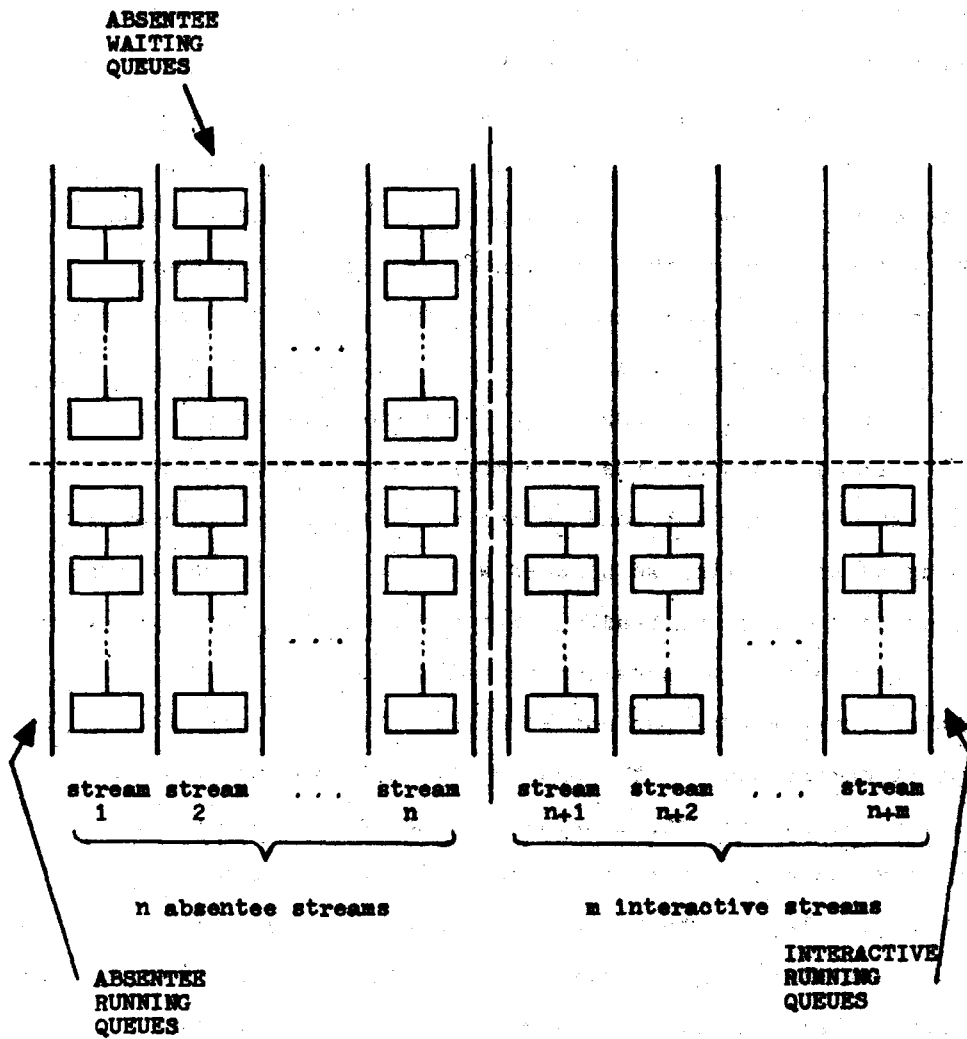 ABSENTEE
WAITING
QUEUES
. . .
. . .
. . .
stream stream . . . stream stream stream . . . stream
1 2 n n+1 n+2 n+m
n absentee streams m interactive streams
ABSENTEE
RUNNING
QUEUES
INTERACTIVE
RUNNING
QUEUES